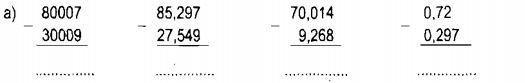 a) 80007 85,297 70,014 0,72
− − − −
30009 27,549 9,268 0,297
............ ............ ............ ............